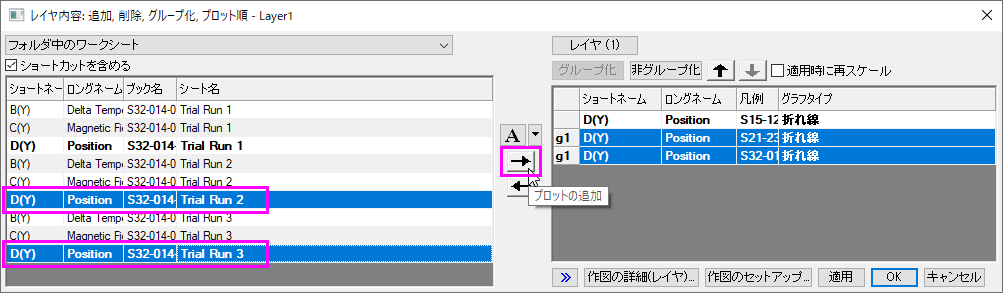 レイヤ内容: 追加, 削除, グループ化, プロット順 - Layer1
フォルダ中のワークシート
ショートカットを含める
ショートネー ロングネーム ブック名 シート名
B(Y) Delta Tempe S32-014-0 Trial Run 1
C(Y) Magnetic Fie S32-014-0 Trial Run 1
D(Y) Position S32-014- Trial Run 1
B(Y) Delta Tempe S32-014-0 Trial Run 2
C(Y) Magnetic Fie S32-014-0 Trial Run 2
D(Y) Position S32-014- Trial Run 2
B(Y) Delta Tempe S32-014-0 Trial Run 3
C(Y) Magnetic Fie S32-014-0 Trial Run 3
D(Y) Position S32-014- Trial Run 3
A
プロットの追加
レイヤ (1)
グループ化 非グループ化 適用時に再スケール
ショートネーム ロングネーム 凡例 グラフタイプ
D(Y) Position S15-12 折れ線
g1 D(Y) Position S21-23 折れ線
g1 D(Y) Position S32-01 折れ線
作図の詳細(レイヤ)... 作図のセットアップ... 適用 OK キャンセル